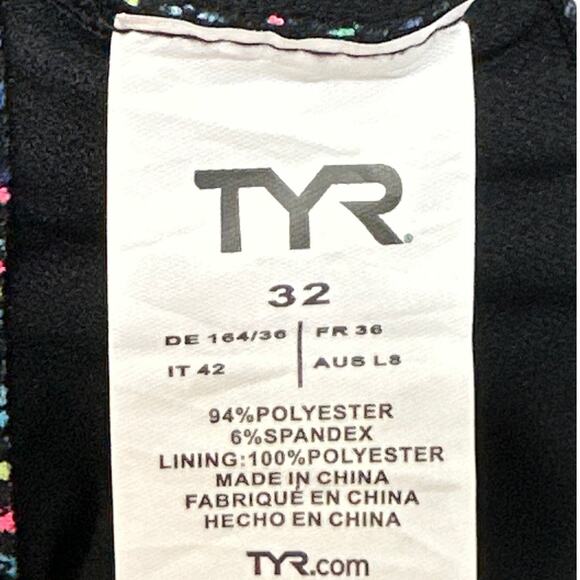 TYR
32
DE 164/36 | FR 36
IT 42 | AUS L8
94%POLYESTER
6%SPANDEX
LINING:100%POLYESTER
MADE IN CHINA
FABRIQUÉ EN CHINA
HECHO EN CHINA
TYR.com